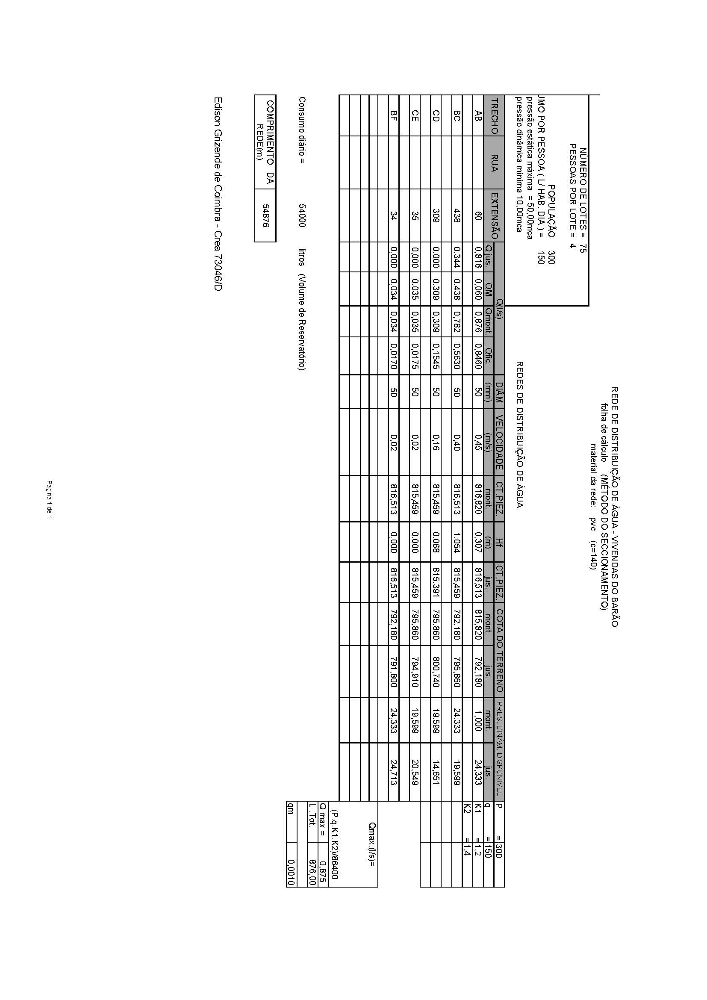 REDE DE DISTRIBUIÇÃO DE ÀGUA - VIVENDAS DO BARÃO
folha de cálculo (MÉTODO DO SECCIONAMENTO)
material da rede: pvc (c=140)
NÚMERO DE LOTES = 75
PESSOAS POR LOTE = 4
POPULAÇÃO 300
UMO POR PESSOA ( L/ HAB. DIA ) = 150
pressão estática máxima = 50,00mca
pressão dinâmica mínima 10,00mca
REDES DE DISTRIBUIÇÃO DE ÁGUA
TRECHO RUA EXTENSÃO Q(l/s) DIÂM VELOCIDADE CT.PIEZ. Hf CT.PIEZ. COTA DO TERRENO PRES. DINÂM. DISPONÍVEL P = 300
Q jus. QM Qmont. Qfic. (mm) (m/s) mont. (m) jus. mont. jus. mont. jus. q = 150
AB 60 0,816 0,060 0,876 0,8460 50 0,45 816,820 0,307 816,513 815,820 792,180 1,000 24,333 K1 = 1,2
K2 = 1,4
BC 438 0,344 0,438 0,782 0,5630 50 0,40 816,513 1,054 815,459 792,180 795,860 24,333 19,599
CD 309 0,000 0,309 0,309 0,1545 50 0,16 815,459 0,068 815,391 795,860 800,740 19,599 14,651
CE 35 0,000 0,035 0,035 0,0175 50 0,02 815,459 0,000 815,459 795,860 794,910 19,599 20,549
BF 34 0,000 0,034 0,034 0,0170 50 0,02 816,513 0,000 816,513 792,180 791,800 24,333 24,713
Qmax.(l/s)=
(P.q.K1.K2)/86400
Q max = 0,875
L .Tot. 876,00
Consumo diário = 54000 litros (Volume de Reservatório)
qm 0,0010
COMPRIMENTO DA
REDE(m) 54876
Edison Grizende de Coimbra - Crea 73046/D
Página 1 de 1